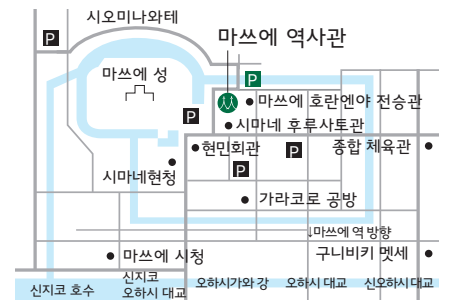 시오미나와테
P
마쓰에 역사관
마쓰에 성
P
마쓰에 호란엔야 전승관
P
시마네 후루사토관
현민회관
P
종합 체육관
시마네현청
P
가라코로 공방
↓마쓰에 역 방향
마쓰에 시청
구니비키 멧세
신지코 호수
신지코
오하시 대교
오하시가와 강
오하시 대교
신오하시 대교